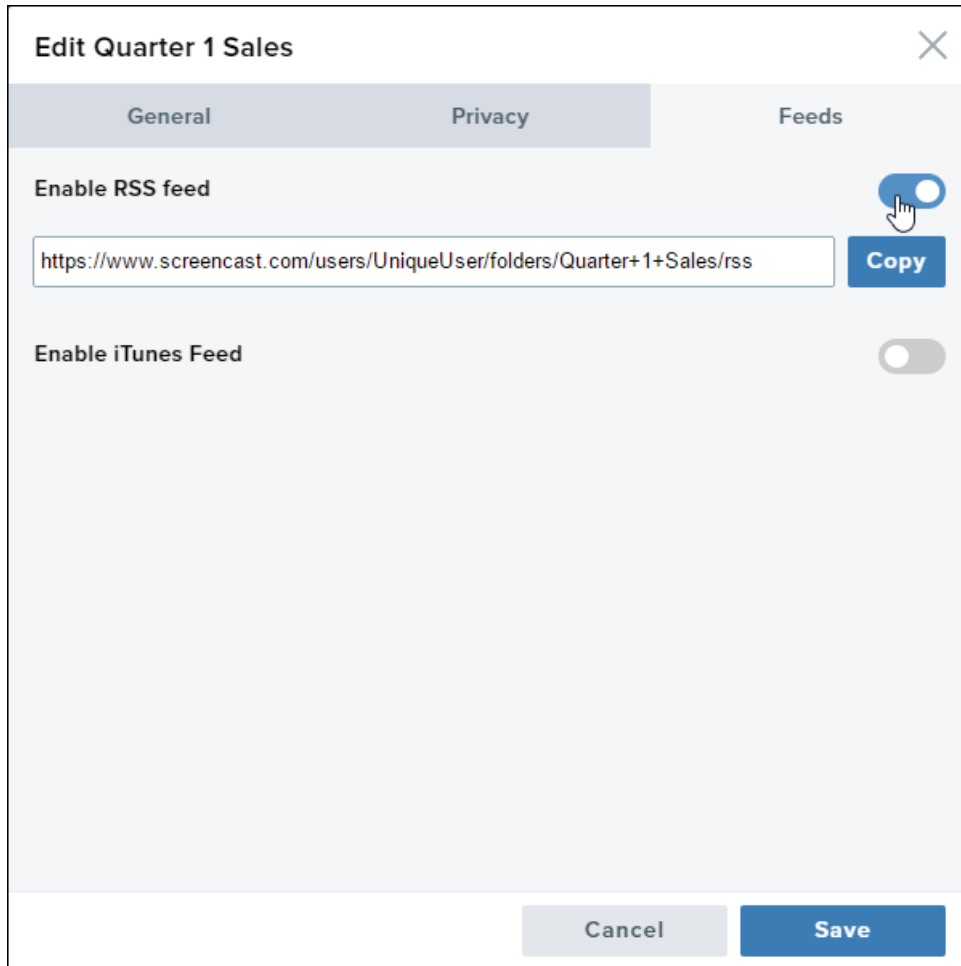 Edit Quarter 1 Sales
General Privacy Feeds
Enable RSS feed
https://www.screencast.com/users/UniqueUser/folders/Quarter+1+Sales/rss Copy
Enable iTunes Feed
Cancel Save